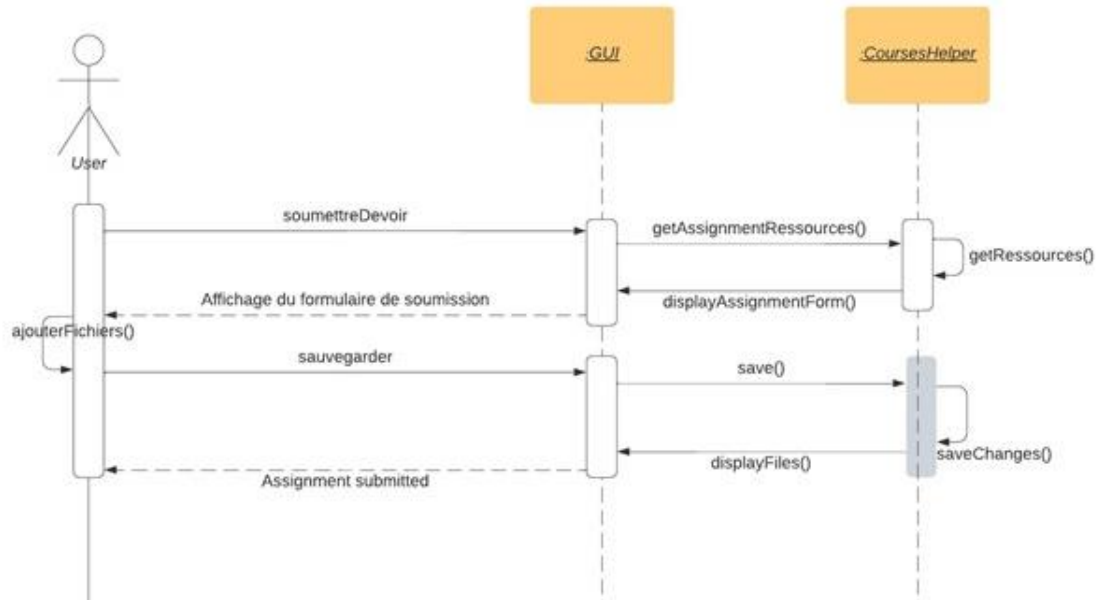 :GUI
:CoursesHelper
User
soumettreDevoir
getAssignmentRessources()
getRessources()
displayAssignmentForm()
Affichage du formulaire de soumission
ajouterFichiers()
sauvegarder
save()
saveChanges()
displayFiles()
Assignment submitted